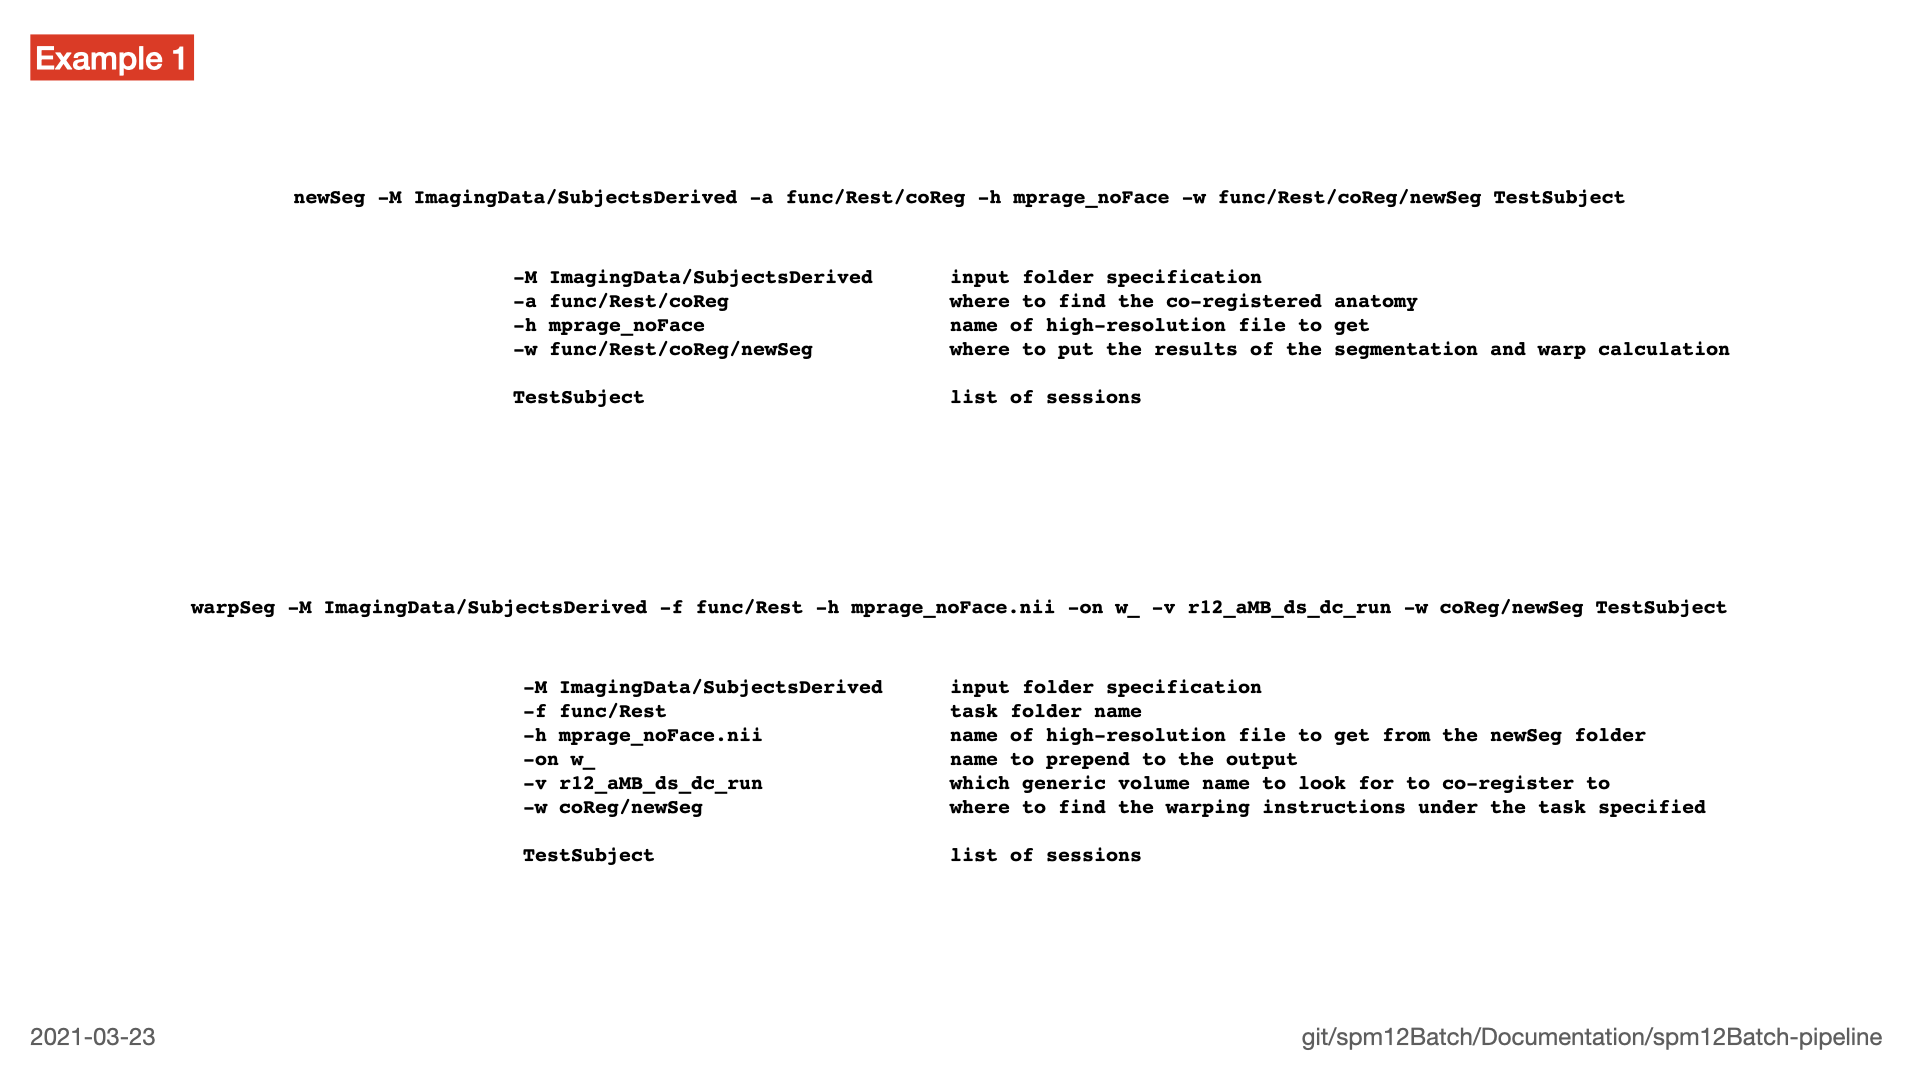 Example 1
newSeg -M ImagingData/SubjectsDerived -a func/Rest/coReg -h mprage_noFace -w func/Rest/coReg/newSeg TestSubject
-M ImagingData/SubjectsDerived input folder specification
-a func/Rest/coReg where to find the co-registered anatomy
-h mprage_noFace name of high-resolution file to get
-w func/Rest/coReg/newSeg where to put the results of the segmentation and warp calculation
TestSubject list of sessions
warpSeg -M ImagingData/SubjectsDerived -f func/Rest -h mprage_noFace.nii -on w_ -v r12_aMB_ds_dc_run -w coReg/newSeg TestSubject
-M ImagingData/SubjectsDerived input folder specification
-f func/Rest task folder name
-h mprage_noFace.nii name of high-resolution file to get from the newSeg folder
-on w_ name to prepend to the output
-v r12_aMB_ds_dc_run which generic volume name to look for to co-register to
-w coReg/newSeg where to find the warping instructions under the task specified
TestSubject list of sessions
2021-03-23 git/spm12Batch/Documentation/spm12Batch-pipeline